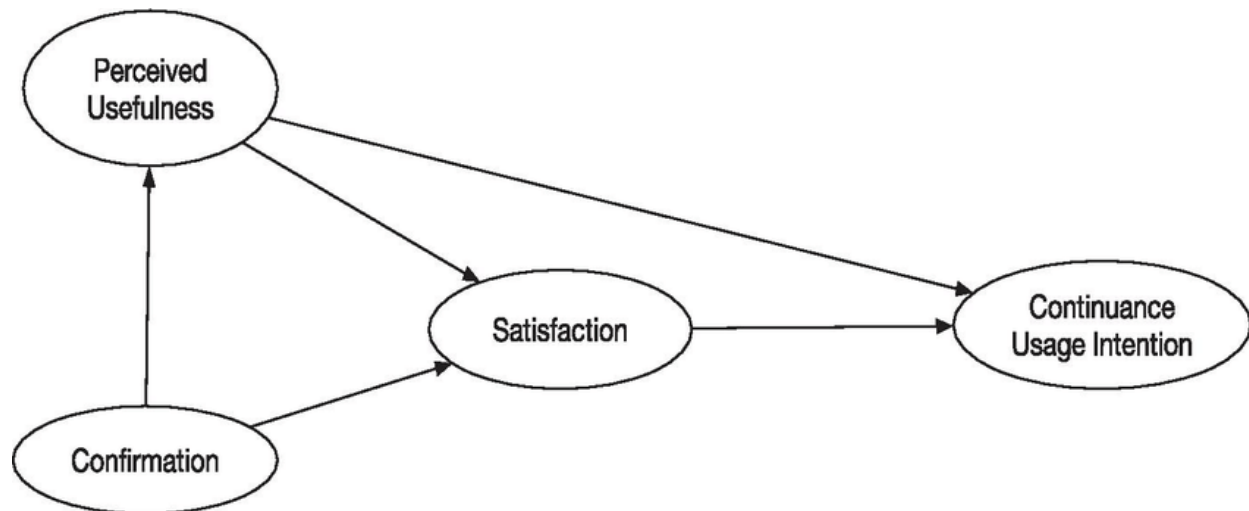 Perceived
Usefulness
Satisfaction
Continuance
Usage Intention
Confirmation